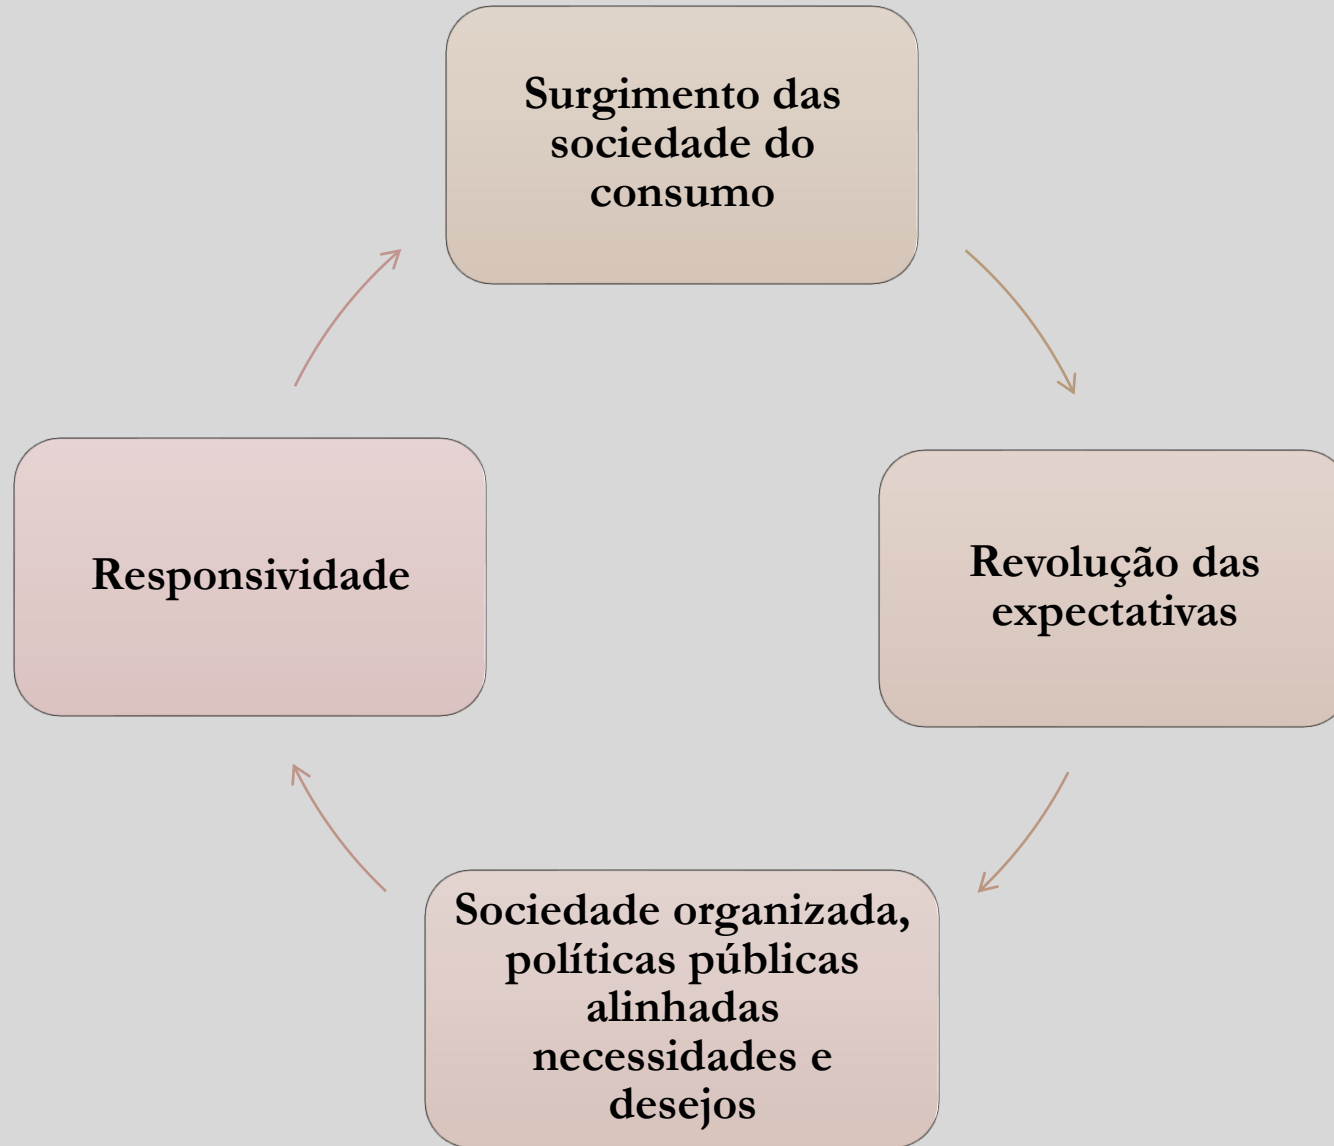 Surgimento das
sociedade do
consumo
Responsividade
Revolução das
expectativas
Sociedade organizada,
políticas públicas
alinhadas
necessidades e
desejos